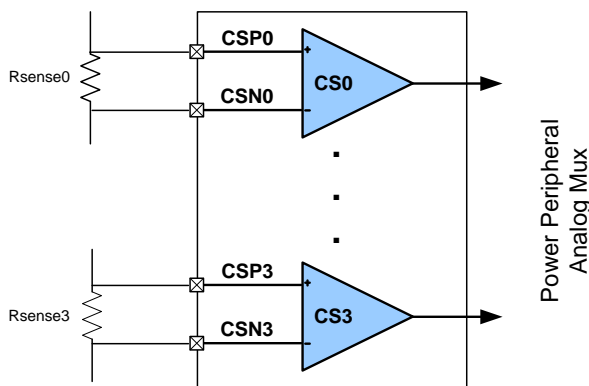 CSP0
+
Rsense0
CS0
CSN0
-
Power Peripheral
Analog Mux
CSP3
+
Rsense3
CS3
CSN3
-